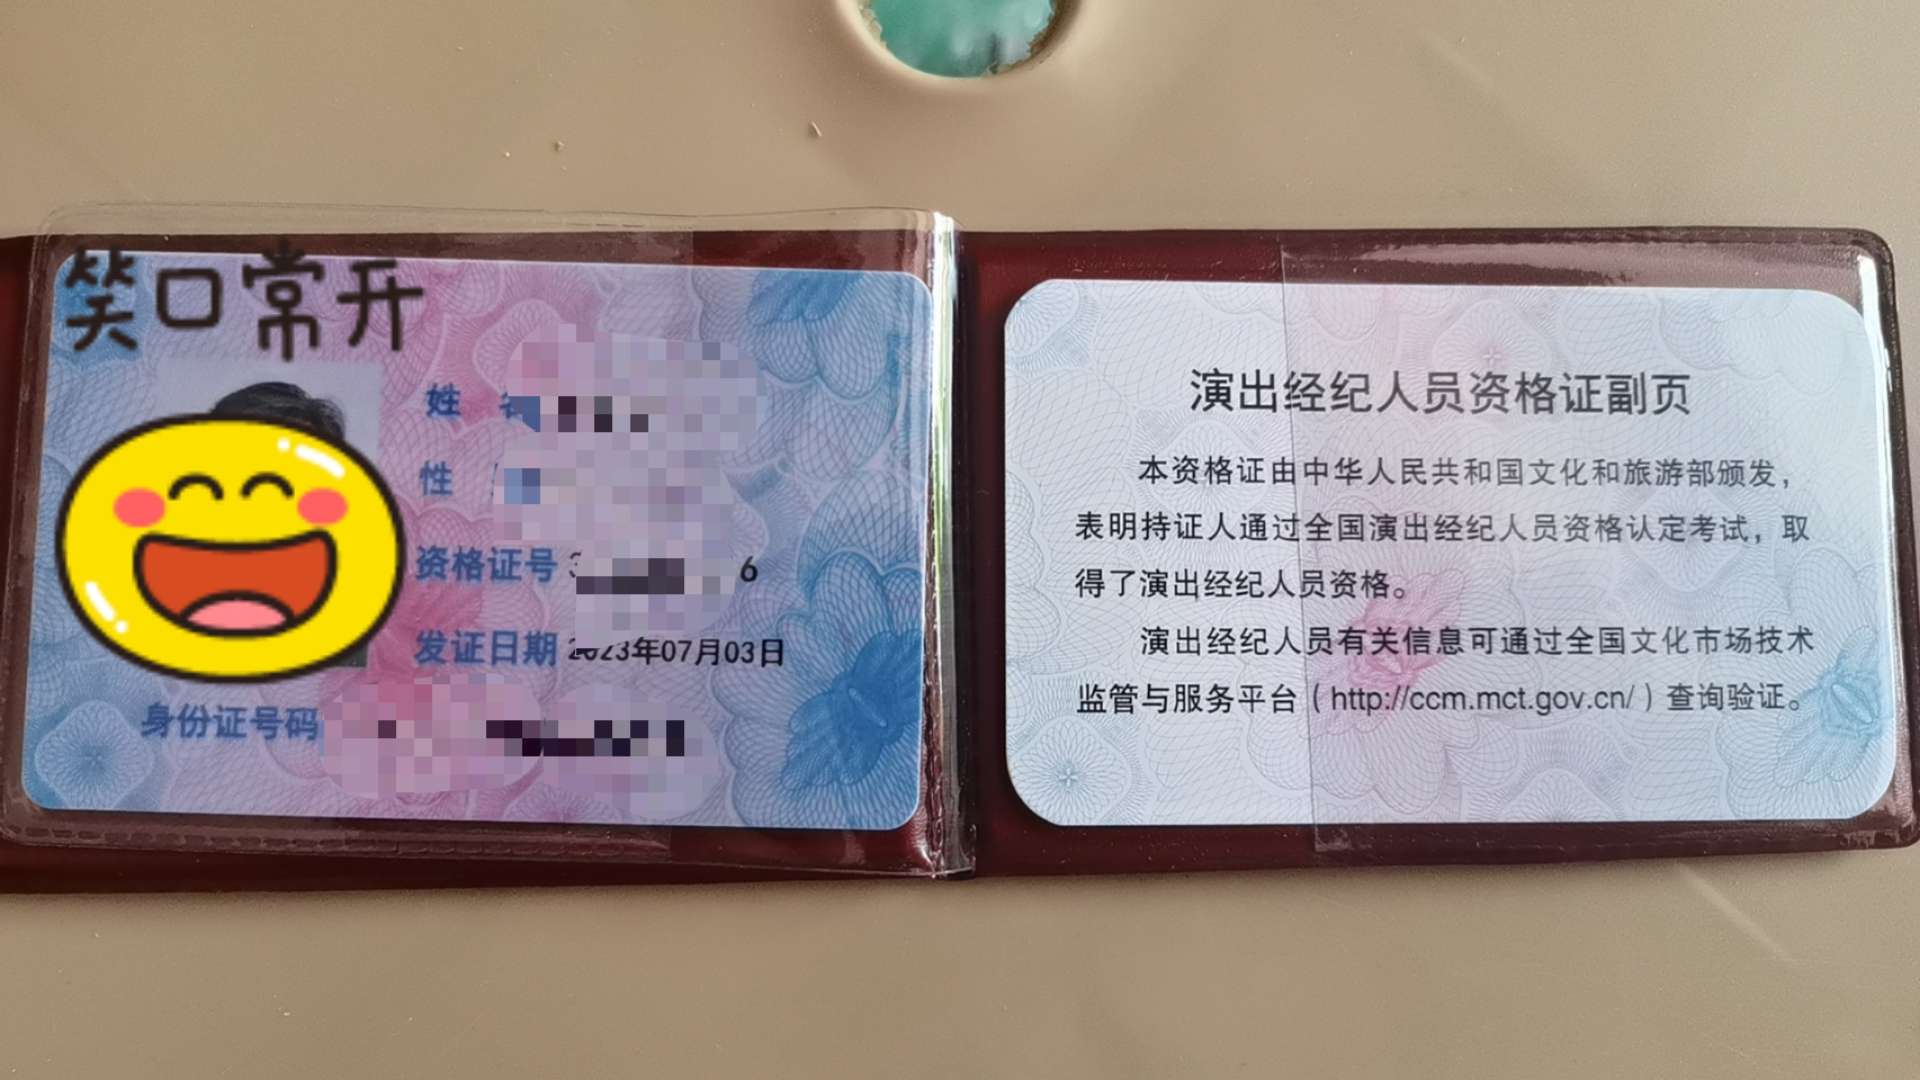 笑口常开
姓
性
资格证号 6
发证日期 2023年07月03日
身份证号码
演出经纪人员资格证副页
本资格证由中华人民共和国文化和旅游部颁发，
表明持证人通过全国演出经纪人员资格认定考试，取
得了演出经纪人员资格。
演出经纪人员有关信息可通过全国文化市场技术
监管与服务平台（http://ccm.mct.gov.cn/）查询验证。